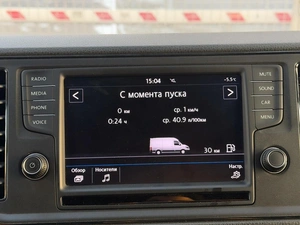 RADIO
MEDIA
PHONE
VOICE
15:04
-5.5°c
С момента пуска
0 км
ср. 1 км/ч
0:24 ч
ср. 40.9 л/100км
30 км
Обзор
Носители
Настр.
MUTE
SOUND
CAR
MENU